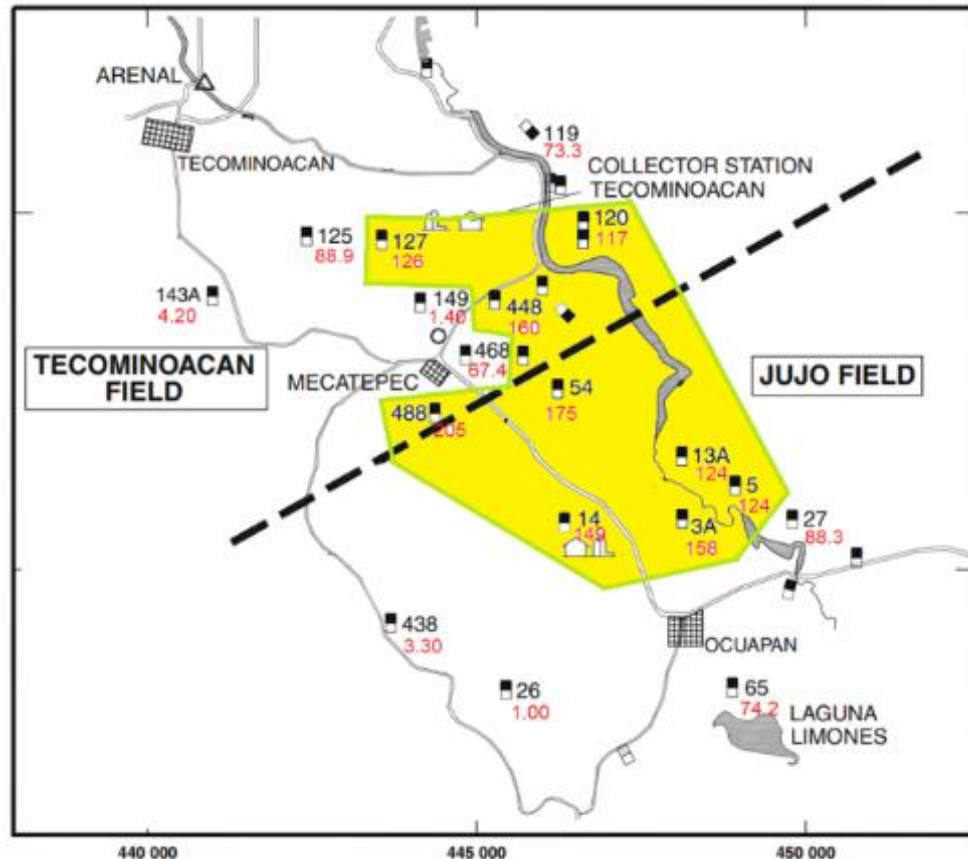 ARENAL
119
73.3
TECOMINOACAN
COLLECTOR STATION
TECOMINOACAN
120
117
125
88.9
127
126
143A
4.20
149
1.40
448
160
TECOMINOACAN
FIELD
468
67.4
MECATEPEC
JUJO FIELD
54
175
488
205
13A
124
5
124
14
149
3A
158
27
88.3
438
3.30
OCUAPAN
26
1.00
65
74.2
LAGUNA
LIMONES
440 000
445 000
450 000